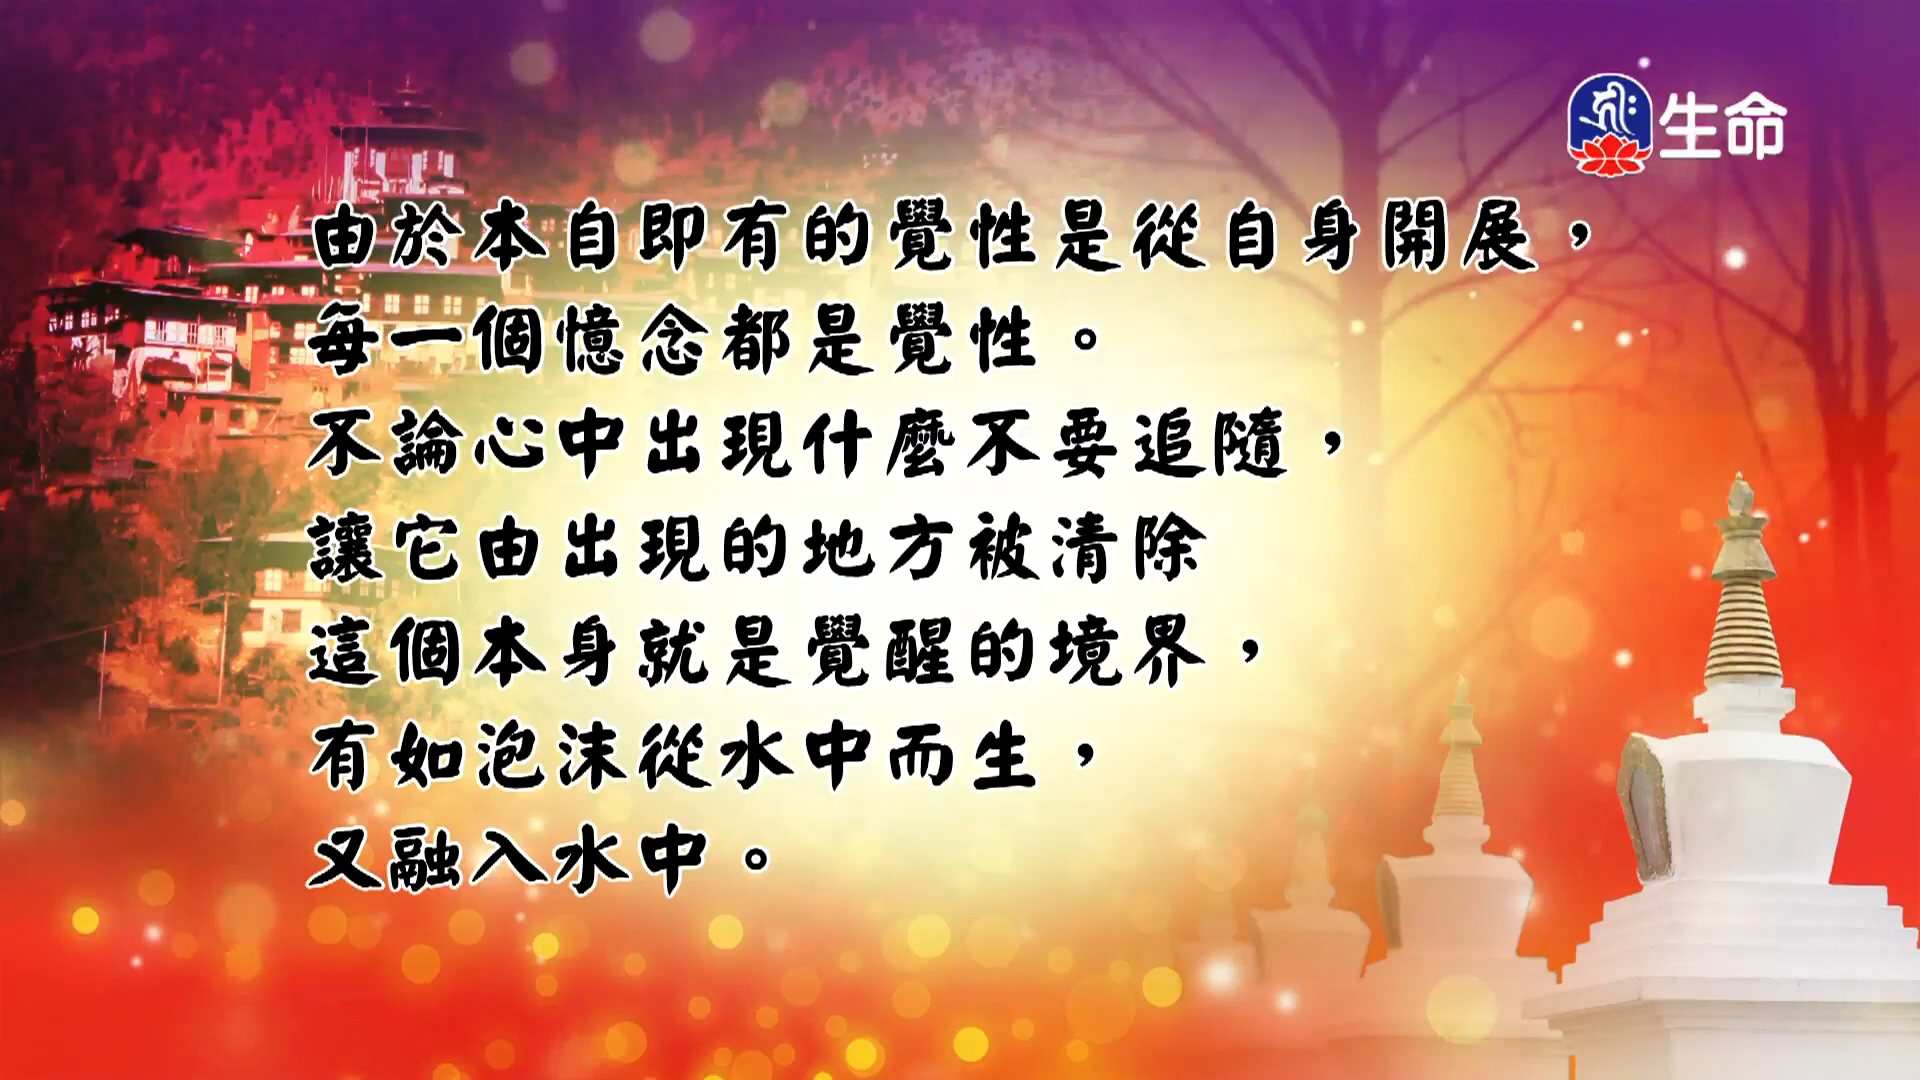 生命
由於本自即有的覺性是從自身開展，
每一個憶念都是覺性。
不論心中出現什麼不要追隨，
讓它由出現的地方被清除
這個本身就是覺醒的境界，
有如泡沫從水中而生，
又融入水中。